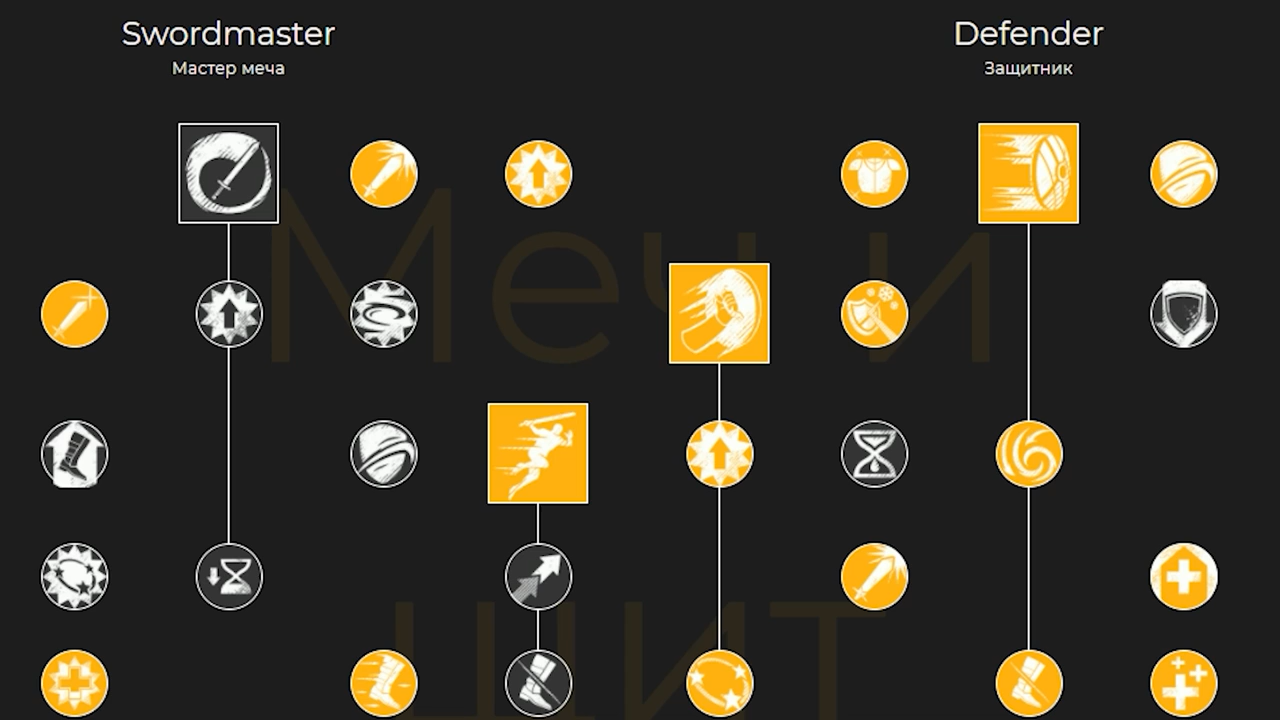 Swordmaster
Мастер меча
Defender
Защитник
Меч и
щит